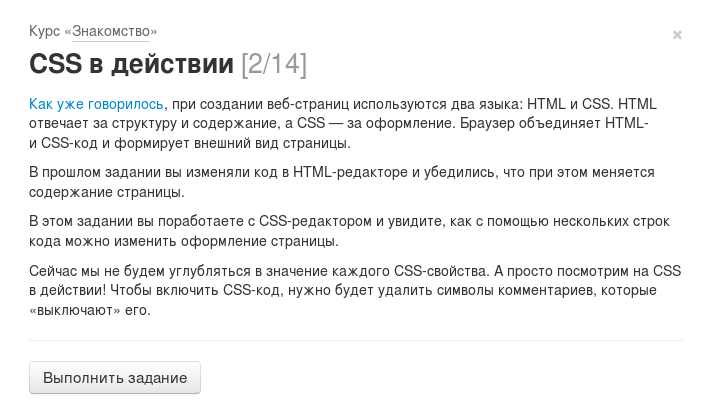 Курс «Знакомство»
×
CSS в действии [2/14]
Как уже говорилось, при создании веб-страниц используются два языка: HTML и CSS. HTML
отвечает за структуру и содержание, а CSS — за оформление. Браузер объединяет HTML-
и CSS-код и формирует внешний вид страницы.
В прошлом задании вы изменяли код в HTML-редакторе и убедились, что при этом меняется
содержание страницы.
В этом задании вы поработаете с CSS-редактором и увидите, как с помощью нескольких строк
кода можно изменить оформление страницы.
Сейчас мы не будем углубляться в значение каждого CSS-свойства. А просто посмотрим на CSS
в действии! Чтобы включить CSS-код, нужно будет удалить символы комментариев, которые
«выключают» его.
Выполнить задание